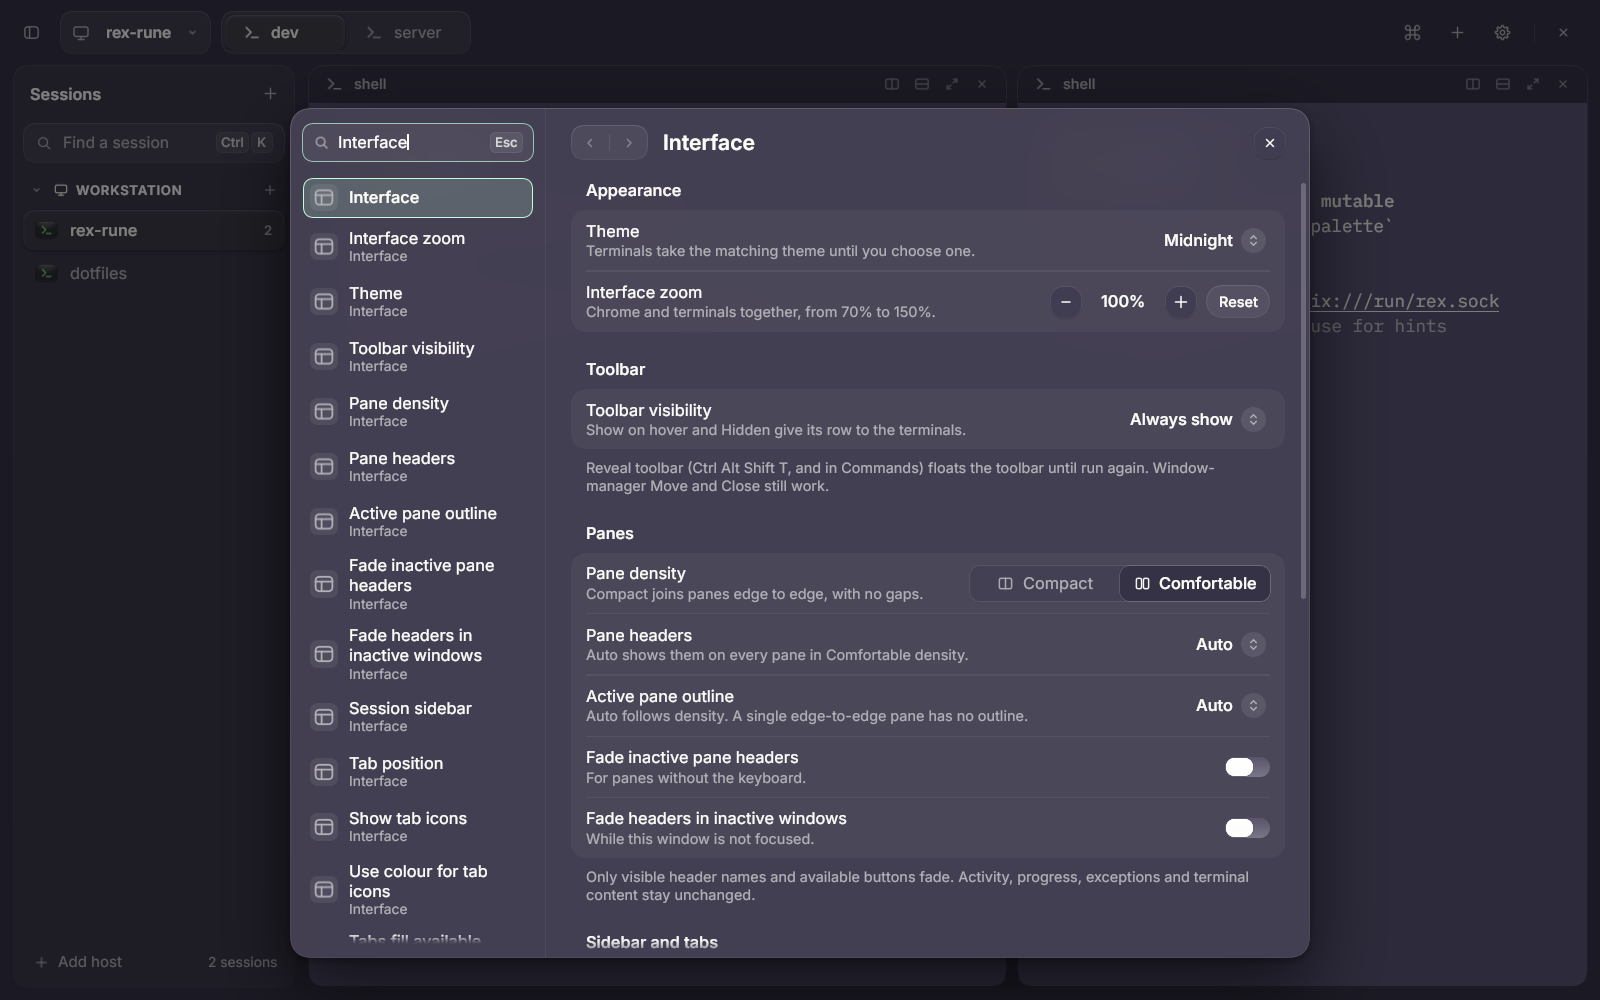 rex-rune
dev
server
Sessions
Find a session
Ctrl
K
WORKSTATION
rex-rune
2
dotfiles
Add host
2 sessions
shell
shell
mutable
palette`
ix:///run/rex.sock
use for hints
Interface
Esc
Interface
Interface zoom
Interface
Theme
Interface
Toolbar visibility
Interface
Pane density
Interface
Pane headers
Interface
Active pane outline
Interface
Fade inactive pane
headers
Interface
Fade headers in
inactive windows
Interface
Session sidebar
Interface
Tab position
Interface
Show tab icons
Interface
Use colour for tab
icons
Interface
Tabs fill available
Interface
Appearance
Theme
Terminals take the matching theme until you choose one.
Midnight
Interface zoom
Chrome and terminals together, from 70% to 150%.
100%
Reset
Toolbar
Toolbar visibility
Show on hover and Hidden give its row to the terminals.
Always show
Reveal toolbar (Ctrl Alt Shift T, and in Commands) floats the toolbar until run again. Window-
manager Move and Close still work.
Panes
Pane density
Compact joins panes edge to edge, with no gaps.
Compact
Comfortable
Pane headers
Auto shows them on every pane in Comfortable density.
Auto
Active pane outline
Auto follows density. A single edge-to-edge pane has no outline.
Auto
Fade inactive pane headers
For panes without the keyboard.
Fade headers in inactive windows
While this window is not focused.
Only visible header names and available buttons fade. Activity, progress, exceptions and terminal
content stay unchanged.
Sidebar and tabs